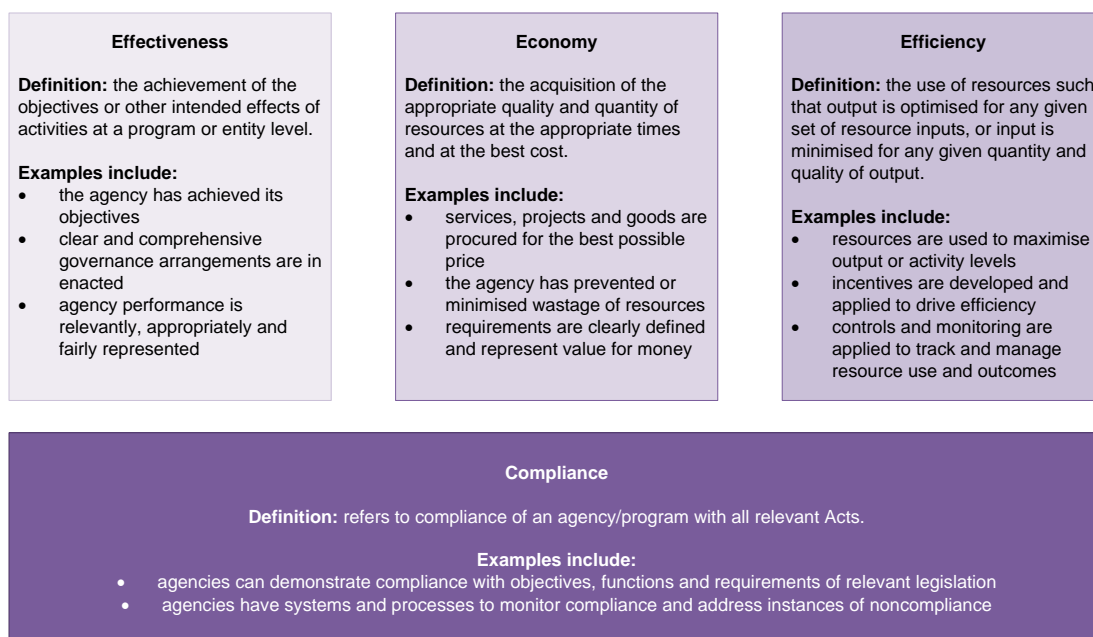 Effectiveness
Definition: the achievement of the
objectives or other intended effects of
activities at a program or entity level.
Examples include:
• the agency has achieved its
objectives
• clear and comprehensive
governance arrangements are in
enacted
• agency performance is
relevantly, appropriately and
fairly represented
Economy
Definition: the acquisition of the
appropriate quality and quantity of
resources at the appropriate times
and at the best cost.
Examples include:
• services, projects and goods are
procured for the best possible
price
• the agency has prevented or
minimised wastage of resources
• requirements are clearly defined
and represent value for money
Efficiency
Definition: the use of resources such
that output is optimised for any given
set of resource inputs, or input is
minimised for any given quantity and
quality of output.
Examples include:
• resources are used to maximise
output or activity levels
• incentives are developed and
applied to drive efficiency
• controls and monitoring are
applied to track and manage
resource use and outcomes
Compliance
Definition: refers to compliance of an agency/program with all relevant Acts.
Examples include:
• agencies can demonstrate compliance with objectives, functions and requirements of relevant legislation
• agencies have systems and processes to monitor compliance and address instances of noncompliance